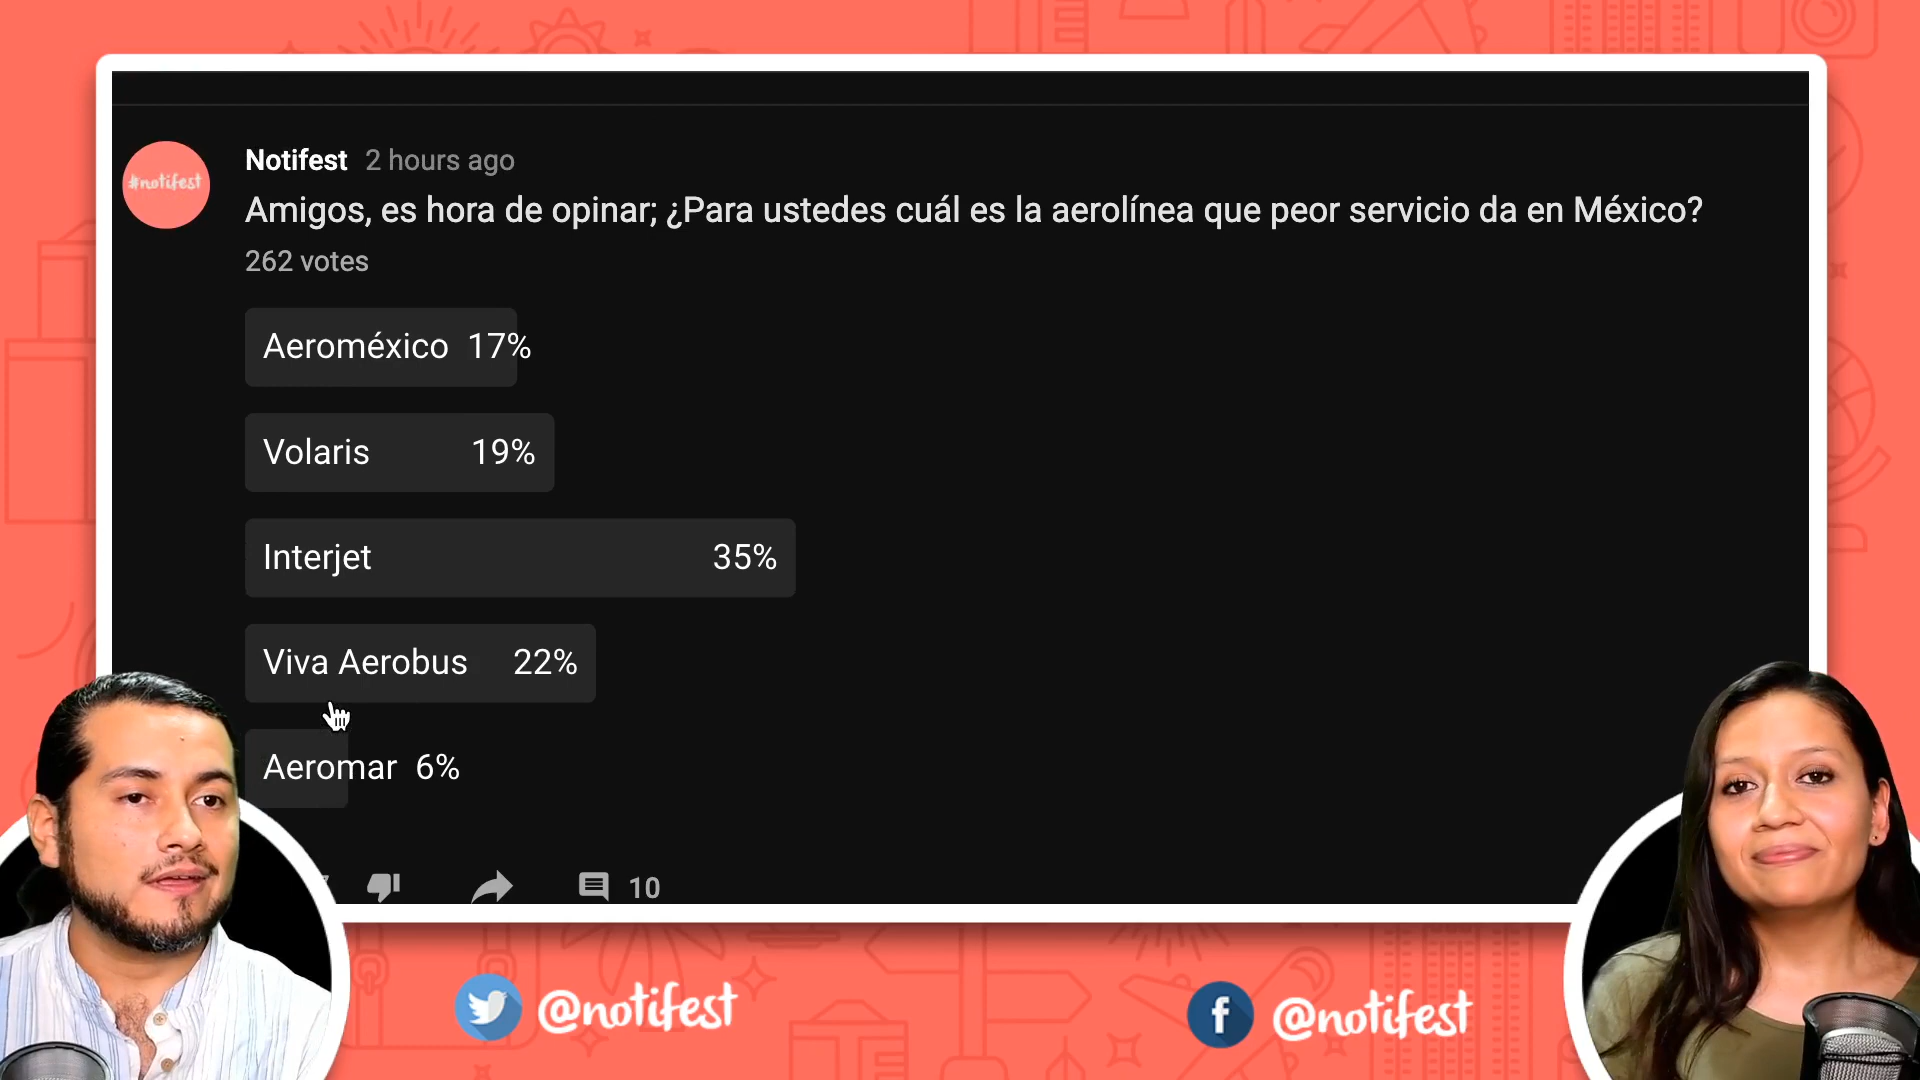 #notifest
Notifest 2 hours ago
Amigos, es hora de opinar; ¿Para ustedes cuál es la aerolínea que peor servicio da en México?
262 votes
Aeroméxico 17%
Volaris 19%
Interjet 35%
Viva Aerobus 22%
Aeromar 6%
10
@notifest
f @notifest